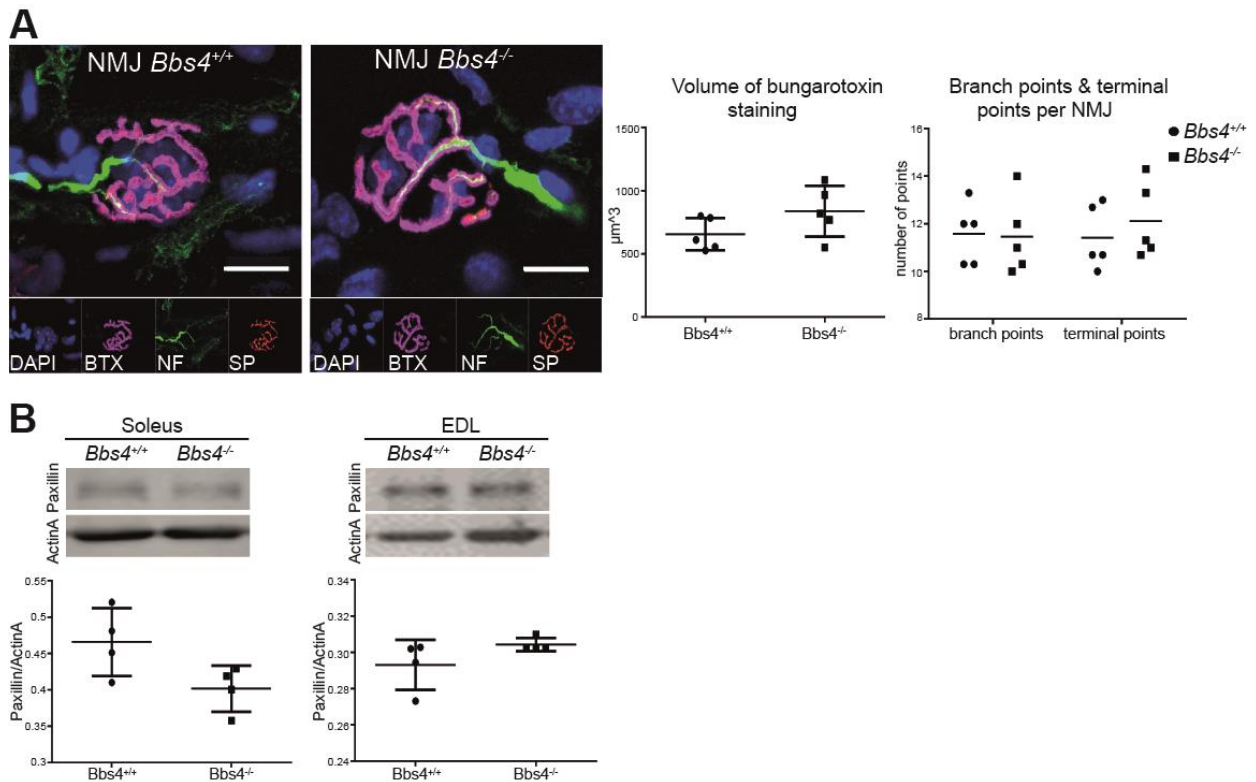 A
NMJ Bbs4+/+
NMJ Bbs4-/-
DAPI BTX NF SP
DAPI BTX NF SP
Volume of bungarotoxin
staining
µm^3
1500
1000
500
0
Bbs4+/+ Bbs4-/-
Branch points & terminal
points per NMJ
number of points
16
14
12
10
8
branch points terminal points
Bbs4+/+
Bbs4-/-
B
Soleus
Bbs4+/+ Bbs4-/-
Paxillin
ActinA
Paxillin/ActinA
0.55
0.5
0.45
0.4
0.35
0.3
Bbs4+/+ Bbs4-/-
EDL
Bbs4+/+ Bbs4-/-
Paxillin
ActinA
Paxillin/ActinA
0.34
0.32
0.30
0.28
0.26
0.24
Bbs4+/+ Bbs4-/-